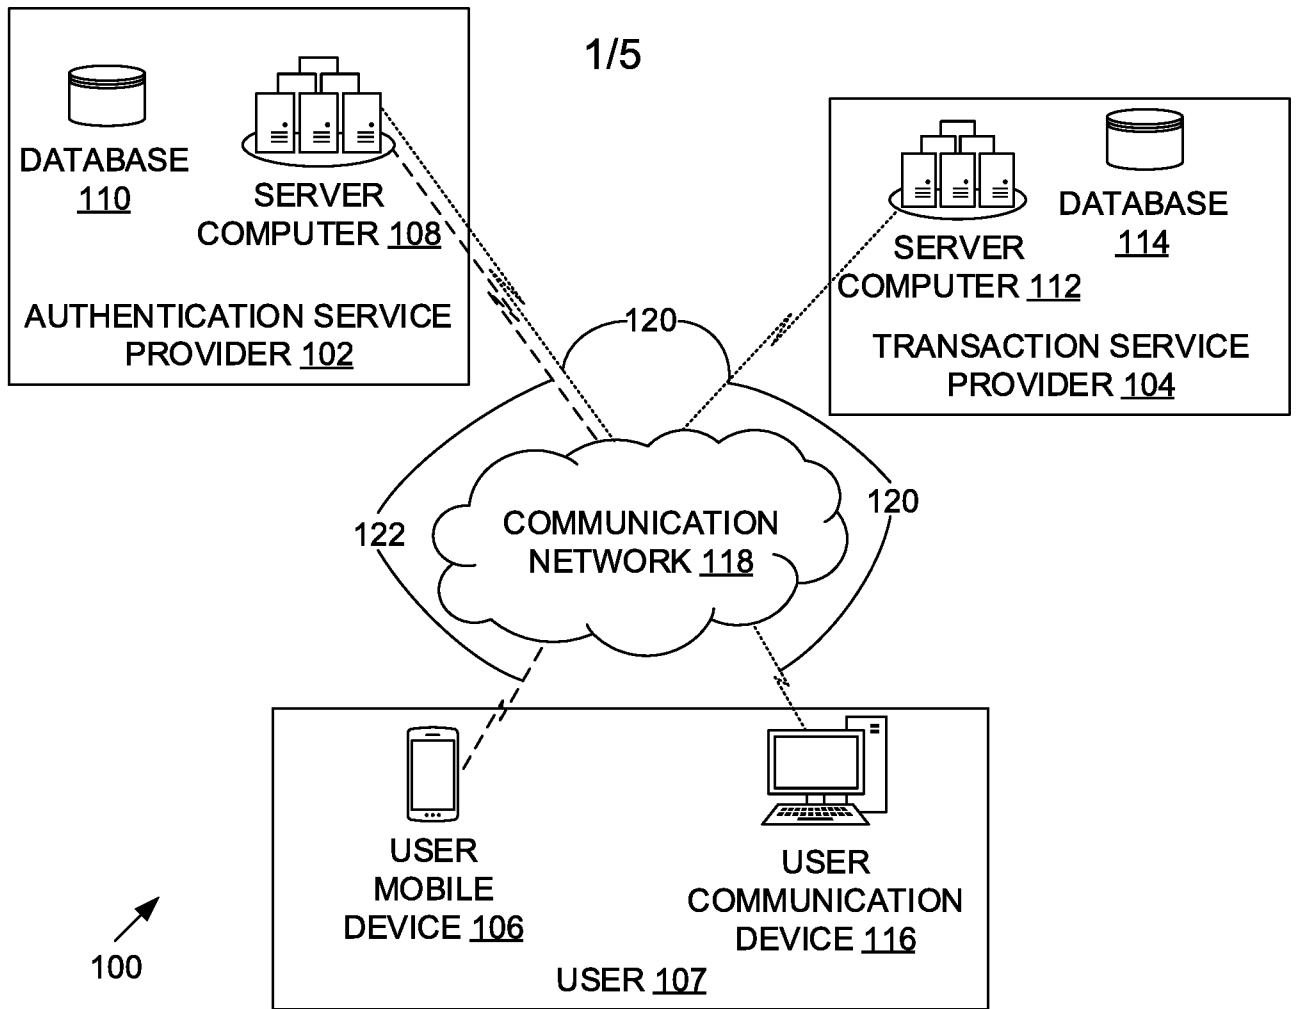 1/5
DATABASE
110
SERVER
COMPUTER 108
AUTHENTICATION SERVICE
PROVIDER 102
SERVER
COMPUTER 112
DATABASE
114
TRANSACTION SERVICE
PROVIDER 104
120
120
122
COMMUNICATION
NETWORK 118
USER
MOBILE
DEVICE 106
USER
COMMUNICATION
DEVICE 116
USER 107
100